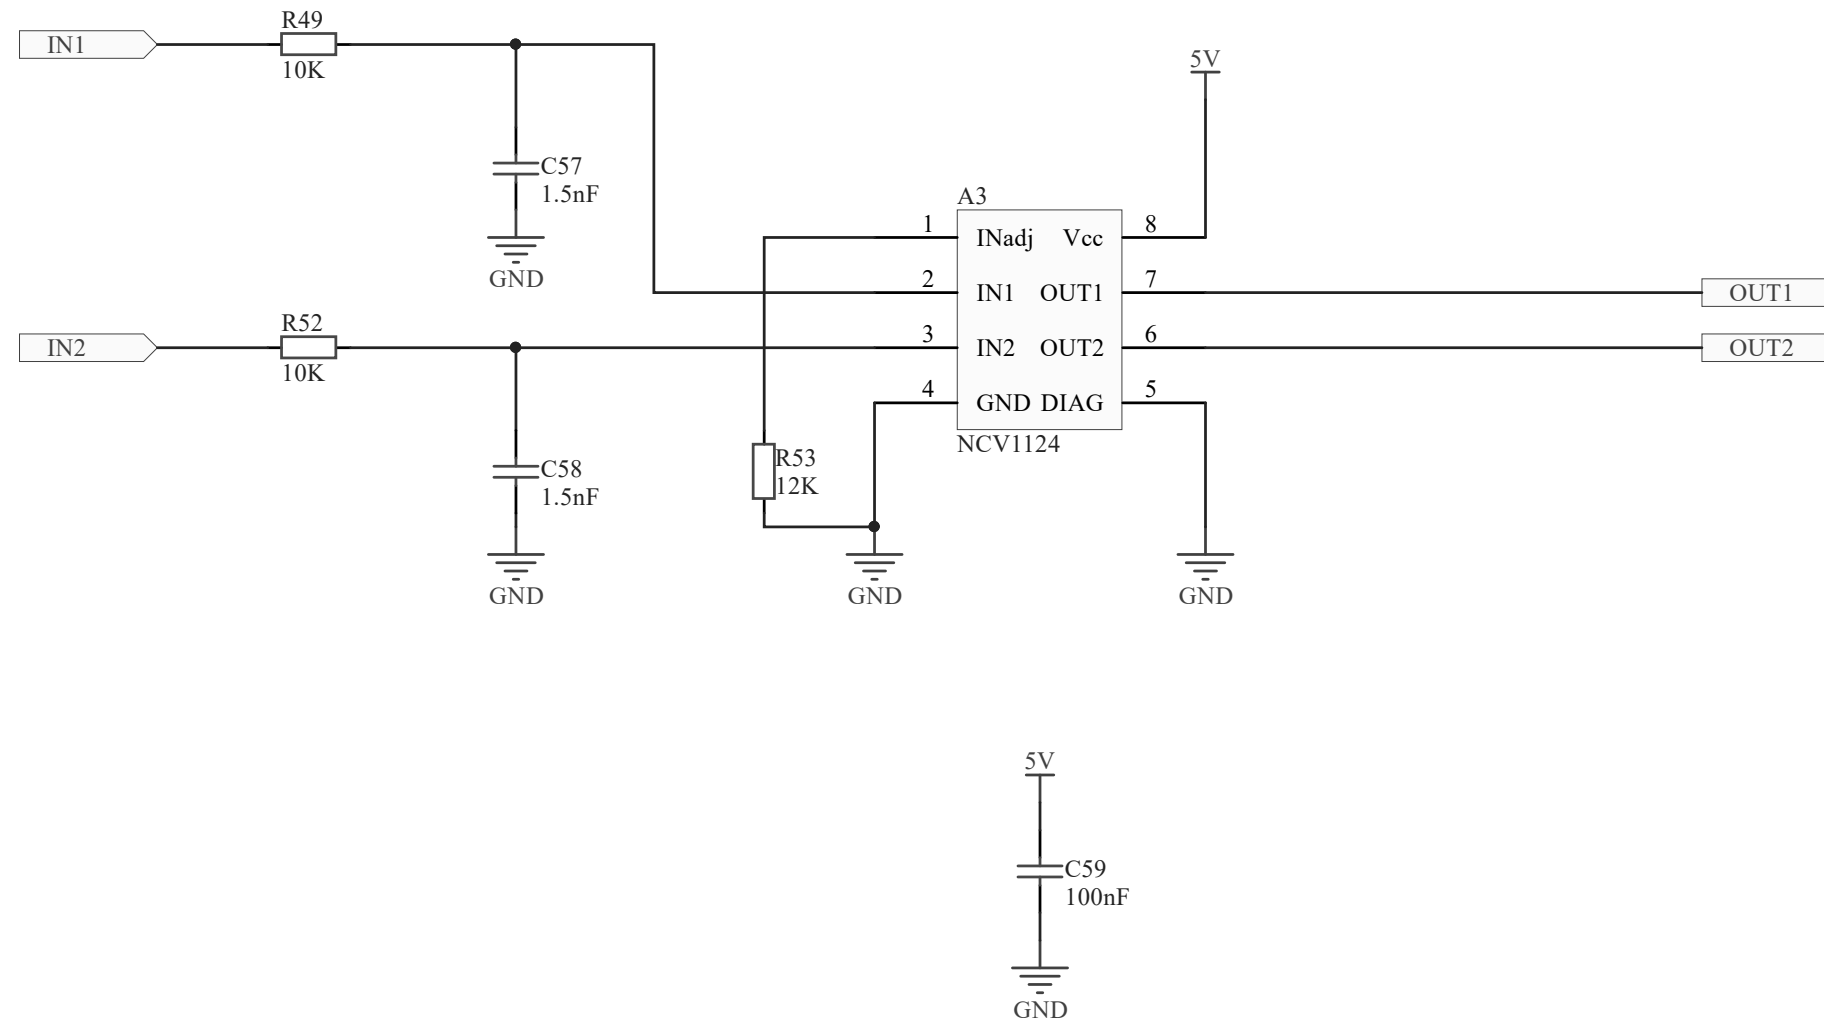 R49
IN1
10K
5V
C57
1.5nF
GND
A3
1 INadj Vcc 8
2 IN1 OUT1 7
OUT1
R52
IN2
10K
3 IN2 OUT2 6
OUT2
4 GND DIAG 5
NCV1124
C58
1.5nF
R53
12K
GND
GND
GND
5V
C59
100nF
GND